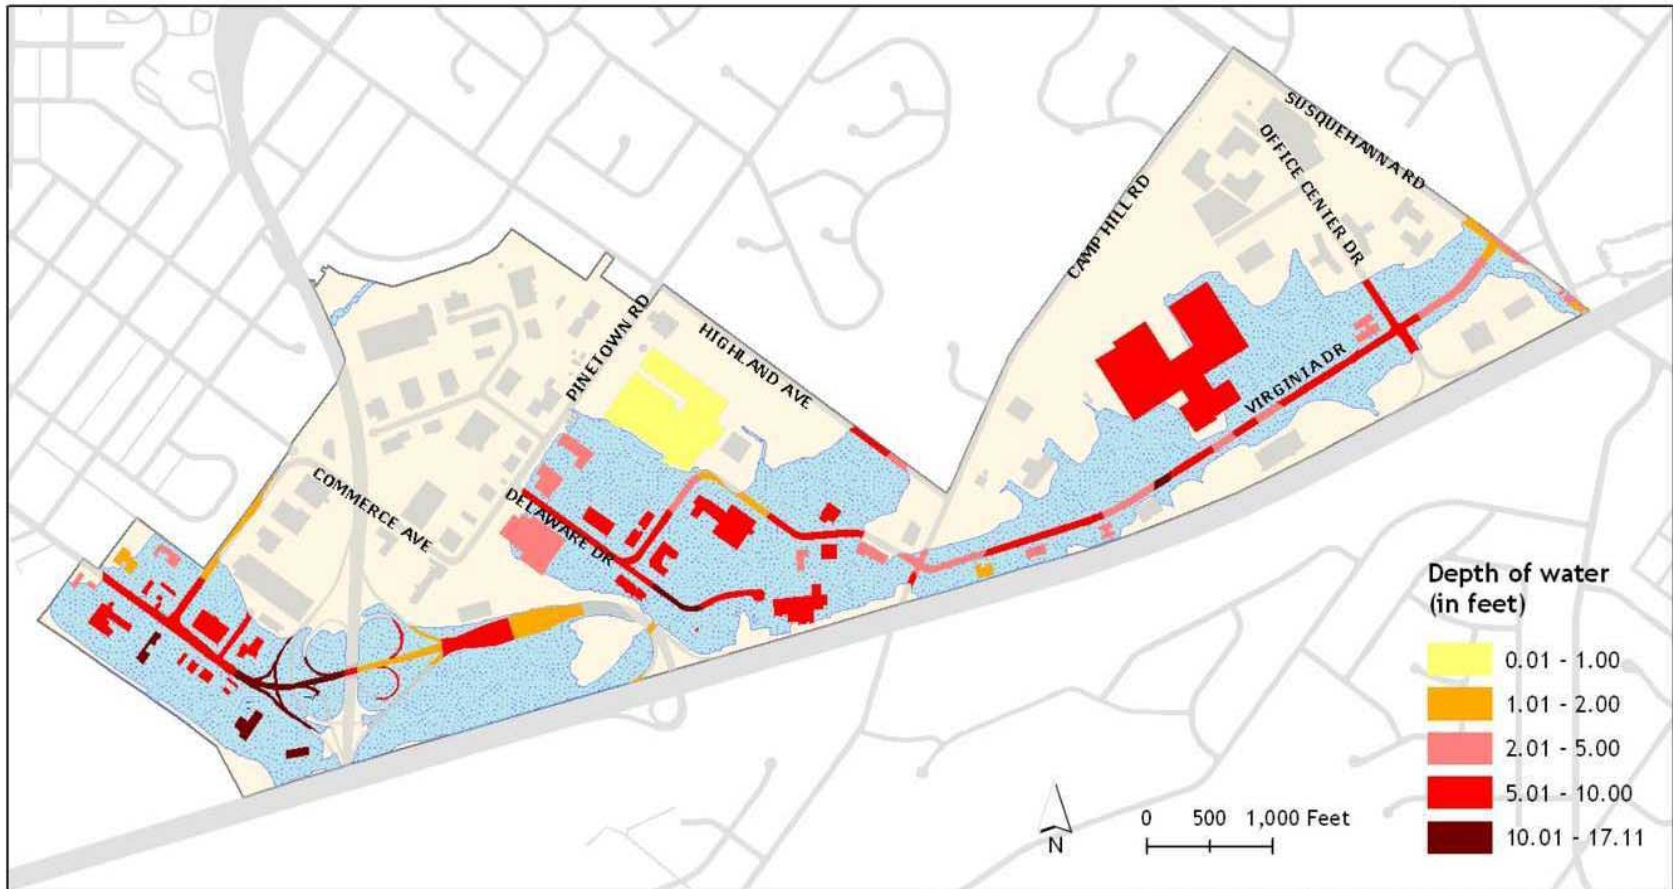 SUSQUEHANNA RD
OFFICE CENTER DR
CAMP HILL RD
PINETOWN RD
HIGHLAND AVE
VIRGINIA DR
COMMERCE AVE
DELAWARE DR
Depth of water
(in feet)
0.01 - 1.00
1.01 - 2.00
2.01 - 5.00
5.01 - 10.00
10.01 - 17.11
N
0 500 1,000 Feet